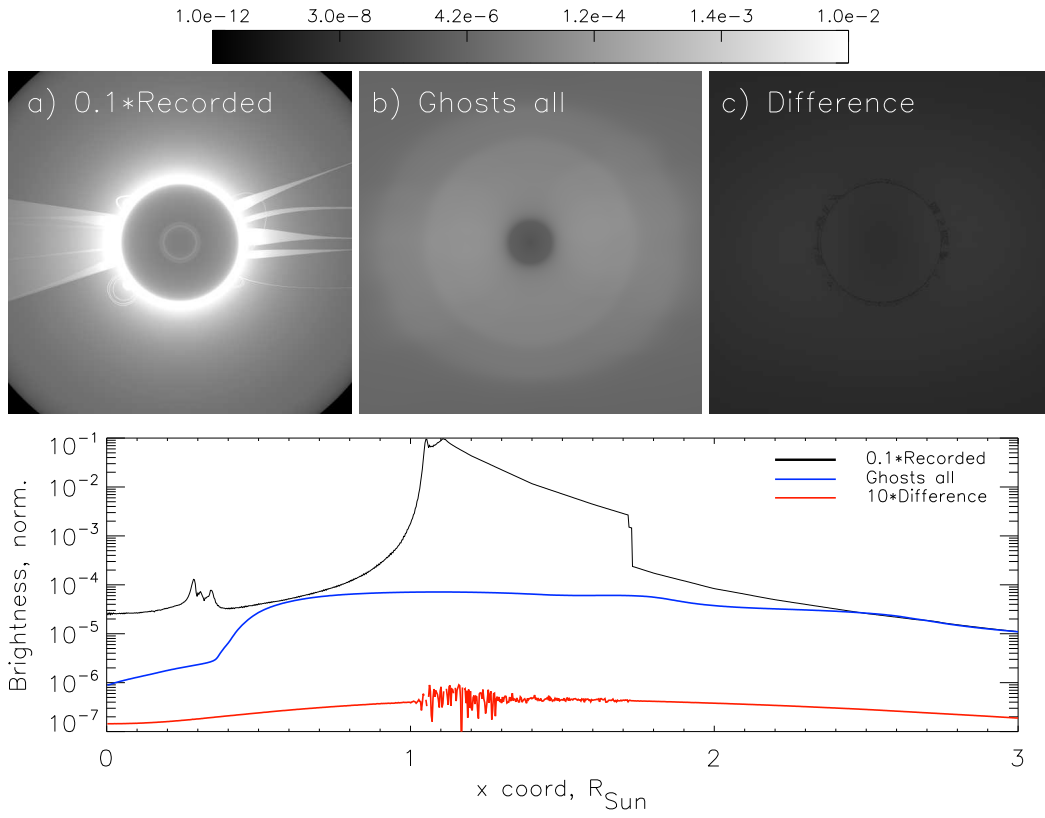 1.0e-12 3.0e-8 4.2e-6 1.2e-4 1.4e-3 1.0e-2
a) 0.1*Recorded
b) Ghosts all
c) Difference
10⁻¹
10⁻²
10⁻³
10⁻⁴
10⁻⁵
10⁻⁶
10⁻⁷
Brightness, norm.
0.1*Recorded
Ghosts all
10*Difference
0 1 2 3
x coord, R_Sun